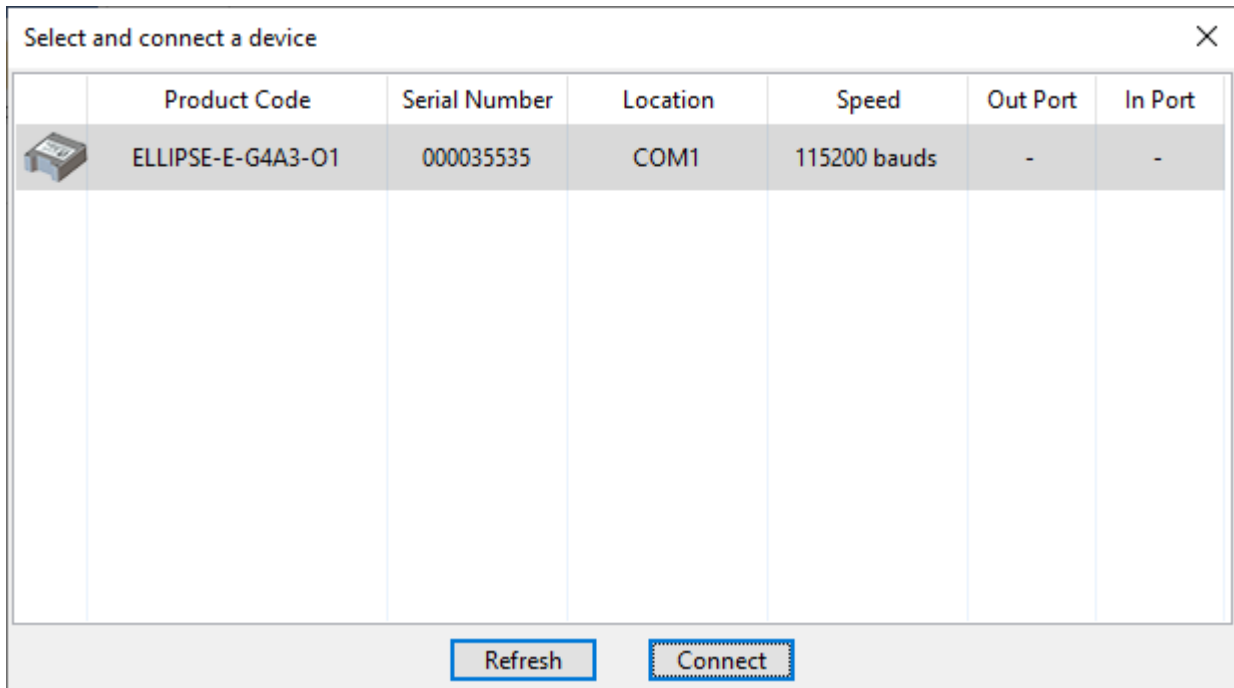 Select and connect a device
Product Code Serial Number Location Speed Out Port In Port
ELLIPSE-E-G4A3-O1 000035535 COM1 115200 bauds - -
Refresh Connect